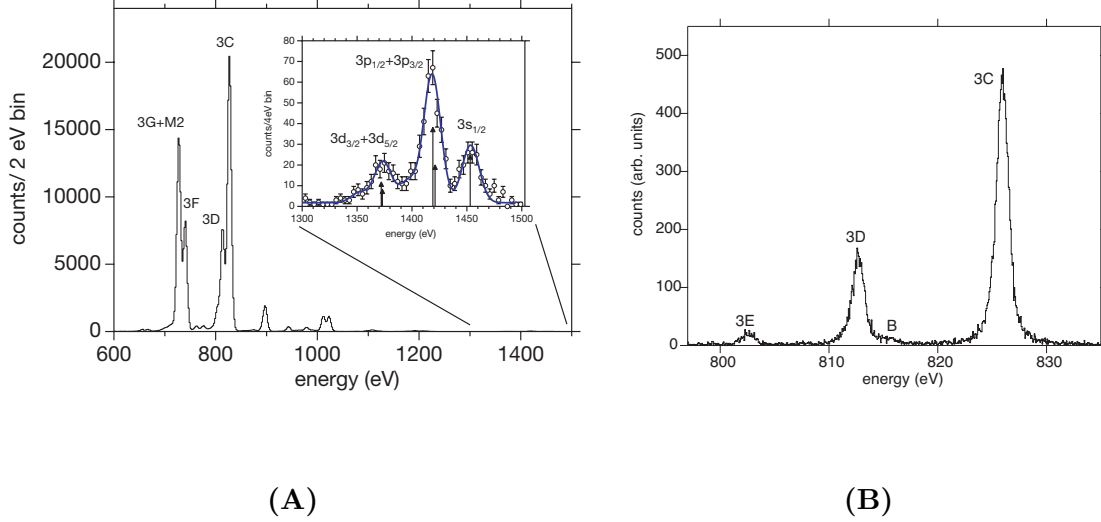 20000
15000
10000
5000
0
counts/ 2 eV bin
600
800
1000
1200
1400
energy (eV)
3G+M2
3F
3D
3C
80
70
60
50
40
30
20
10
0
counts/4eV bin
1300
1350
1400
1450
1500
energy (eV)
3d3/2+3d5/2
3p1/2+3p3/2
3s1/2
(A)
500
400
300
200
100
0
counts (arb. units)
800
810
820
830
energy (eV)
3E
3D
B
3C
(B)